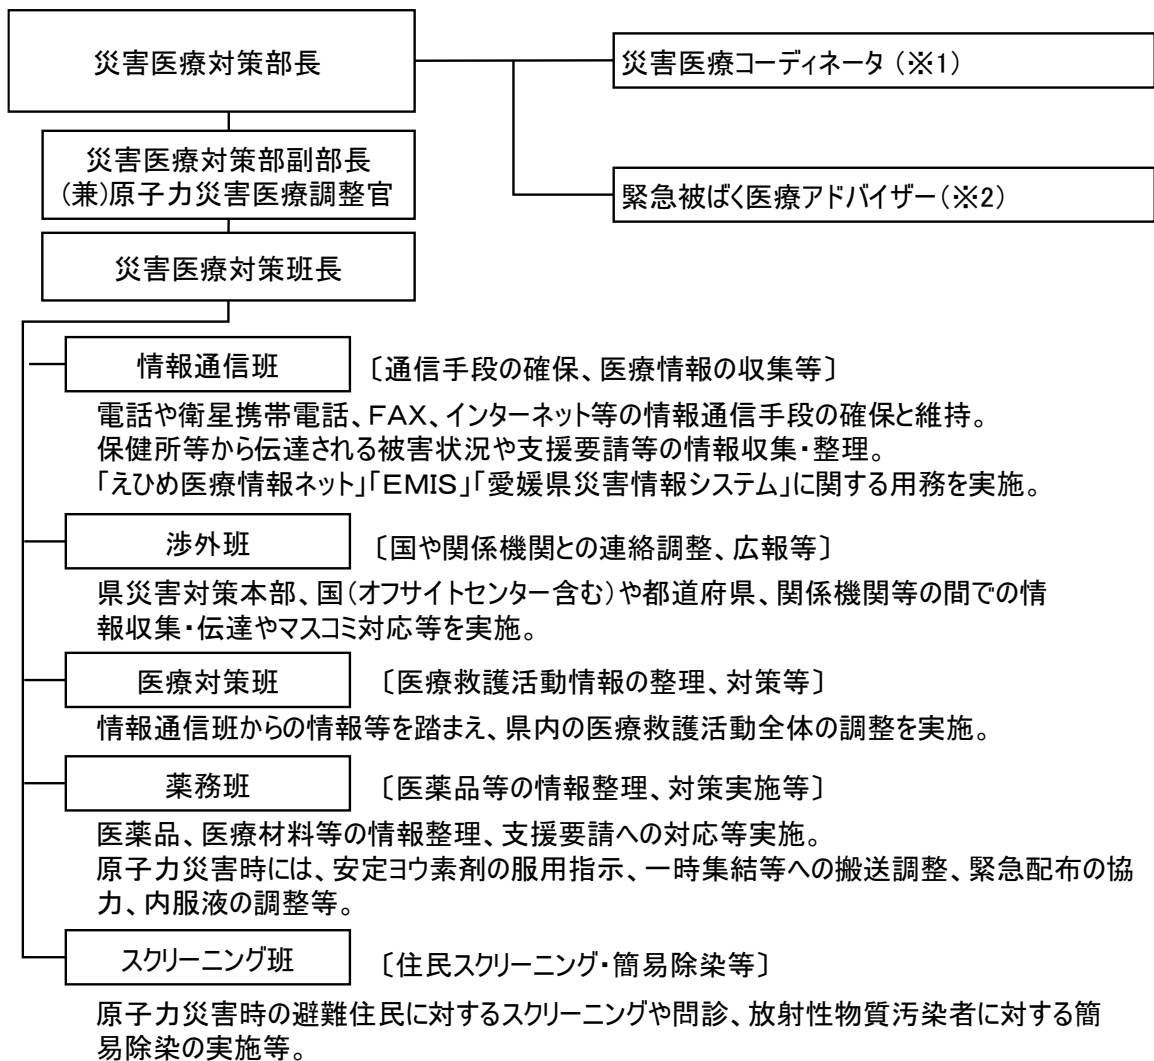 災害医療対策部長
災害医療コーディネータ（※1）
災害医療対策部副部長
(兼)原子力災害医療調整官
緊急被ばく医療アドバイザー（※2）
災害医療対策班長
情報通信班 〔通信手段の確保、医療情報の収集等〕
電話や衛星携帯電話、FAX、インターネット等の情報通信手段の確保と維持。
保健所等から伝達される被害状況や支援要請等の情報収集・整理。
「えひめ医療情報ネット」「EMIS」「愛媛県災害情報システム」に関する用務を実施。
渉外班 〔国や関係機関との連絡調整、広報等〕
県災害対策本部、国（オフサイトセンター含む）や都道府県、関係機関等の間での情
報収集・伝達やマスコミ対応等を実施。
医療対策班 〔医療救護活動情報の整理、対策等〕
情報通信班からの情報等を踏まえ、県内の医療救護活動全体の調整を実施。
薬務班 〔医薬品等の情報整理、対策実施等〕
医薬品、医療材料等の情報整理、支援要請への対応等実施。
原子力災害時には、安定ヨウ素剤の服用指示、一時集結等への搬送調整、緊急配布の協
力、内服液の調整等。
スクリーニング班 〔住民スクリーニング・簡易除染等〕
原子力災害時の避難住民に対するスクリーニングや問診、放射性物質汚染者に対する簡
易除染の実施等。